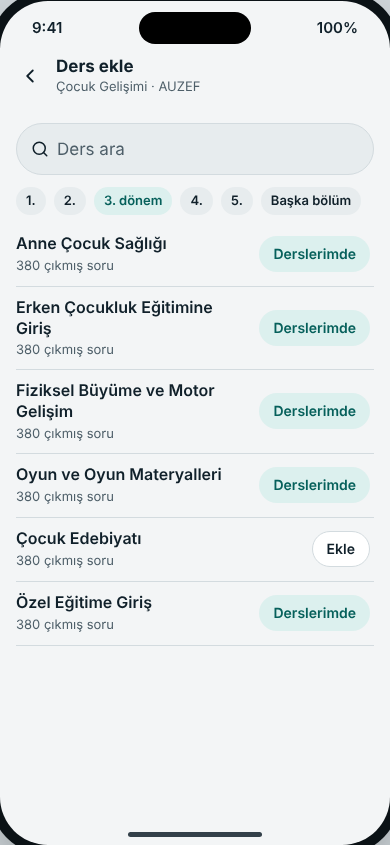 9:41
100%
Ders ekle
Çocuk Gelişimi · AUZEF
Ders ara
1.
2.
3. dönem
4.
5.
Başka bölüm
Anne Çocuk Sağlığı
380 çıkmış soru
Derslerimde
Erken Çocukluk Eğitimine
Giriş
380 çıkmış soru
Derslerimde
Fiziksel Büyüme ve Motor
Gelişim
380 çıkmış soru
Derslerimde
Oyun ve Oyun Materyalleri
380 çıkmış soru
Derslerimde
Çocuk Edebiyatı
380 çıkmış soru
Ekle
Özel Eğitime Giriş
380 çıkmış soru
Derslerimde